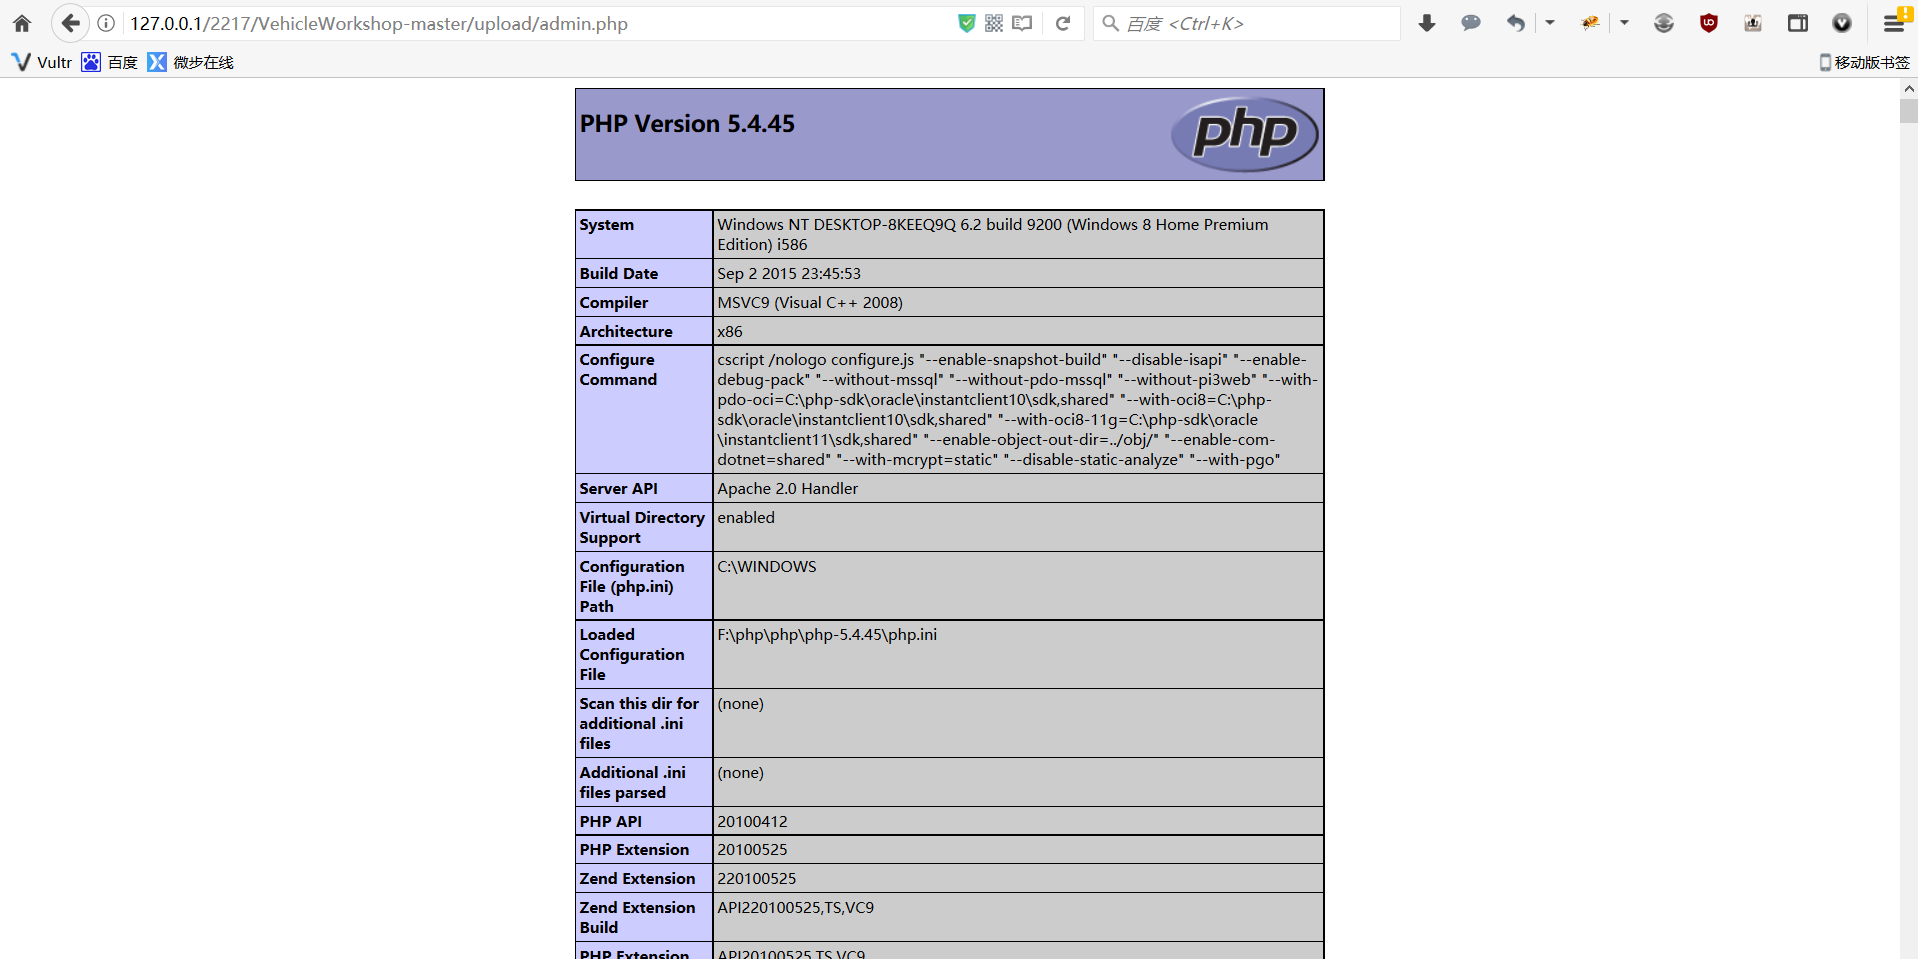 127.0.0.1/2217/VehicleWorkshop-master/upload/admin.php
百度 <Ctrl+K>
Vultr 百度 微步在线 移动版书签
PHP Version 5.4.45
php
System Windows NT DESKTOP-8KEEQ9Q 6.2 build 9200 (Windows 8 Home Premium
Edition) i586
Build Date Sep 2 2015 23:45:53
Compiler MSVC9 (Visual C++ 2008)
Architecture x86
Configure
Command
cscript /nologo configure.js "--enable-snapshot-build" "--disable-isapi" "--enable-
debug-pack" "--without-mssql" "--without-pdo-mssql" "--without-pi3web" "--with-
pdo-oci=C:\php-sdk\oracle\instantclient10\sdk,shared" "--with-oci8=C:\php-
sdk\oracle\instantclient10\sdk,shared" "--with-oci8-11g=C:\php-sdk\oracle
\instantclient11\sdk,shared" "--enable-object-out-dir=../obj/" "--enable-com-
dotnet=shared" "--with-mcrypt=static" "--disable-static-analyze" "--with-pgo"
Server API Apache 2.0 Handler
Virtual Directory
Support
enabled
Configuration
File (php.ini)
Path
C:\WINDOWS
Loaded
Configuration
File
F:\php\php\php-5.4.45\php.ini
Scan this dir for
additional .ini
files
(none)
Additional .ini
files parsed
(none)
PHP API 20100412
PHP Extension 20100525
Zend Extension 220100525
Zend Extension
Build
API220100525,TS,VC9
PHP Extension API20100525,TS,VC9